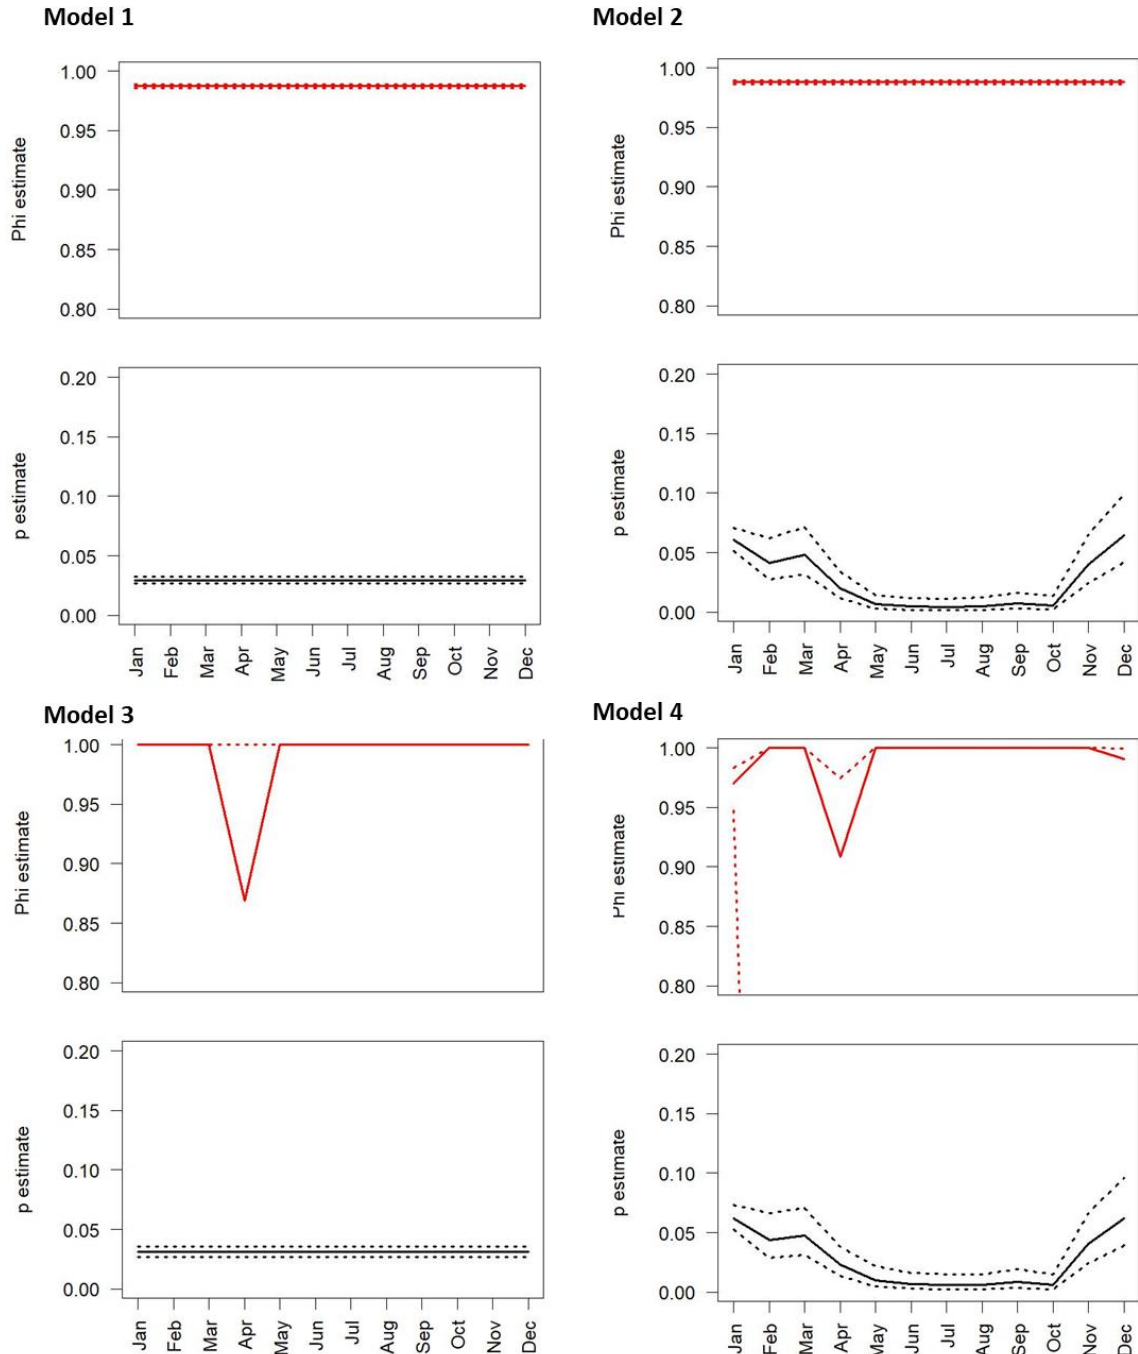 Model 1
Model 2
1.00
0.95
0.90
0.85
0.80
Phi estimate
1.00
0.95
0.90
0.85
0.80
Phi estimate
0.20
0.15
0.10
0.05
0.00
p estimate
Jan
Feb
Mar
Apr
May
Jun
Jul
Aug
Sep
Oct
Nov
Dec
0.20
0.15
0.10
0.05
0.00
p estimate
Jan
Feb
Mar
Apr
May
Jun
Jul
Aug
Sep
Oct
Nov
Dec
Model 3
Model 4
1.00
0.95
0.90
0.85
0.80
Phi estimate
1.00
0.95
0.90
0.85
0.80
Phi estimate
0.20
0.15
0.10
0.05
0.00
p estimate
Jan
Feb
Mar
Apr
May
Jun
Jul
Aug
Sep
Oct
Nov
Dec
0.20
0.15
0.10
0.05
0.00
p estimate
Jan
Feb
Mar
Apr
May
Jun
Jul
Aug
Sep
Oct
Nov
Dec